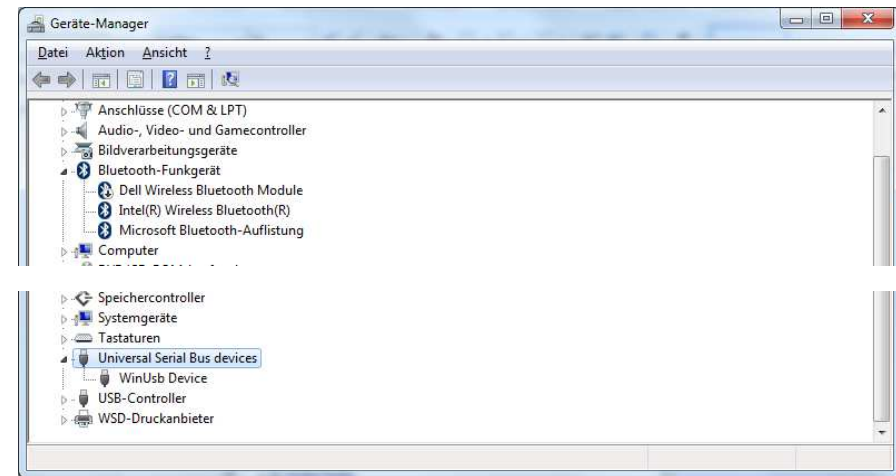 Geräte-Manager
Datei Aktion Ansicht ?
Anschlüsse (COM & LPT)
Audio-, Video- und Gamecontroller
Bildverarbeitungsgeräte
Bluetooth-Funkgerät
Dell Wireless Bluetooth Module
Intel(R) Wireless Bluetooth(R)
Microsoft Bluetooth-Auflistung
Computer
Speichercontroller
Systemgeräte
Tastaturen
Universal Serial Bus devices
WinUsb Device
USB-Controller
WSD-Druckanbieter